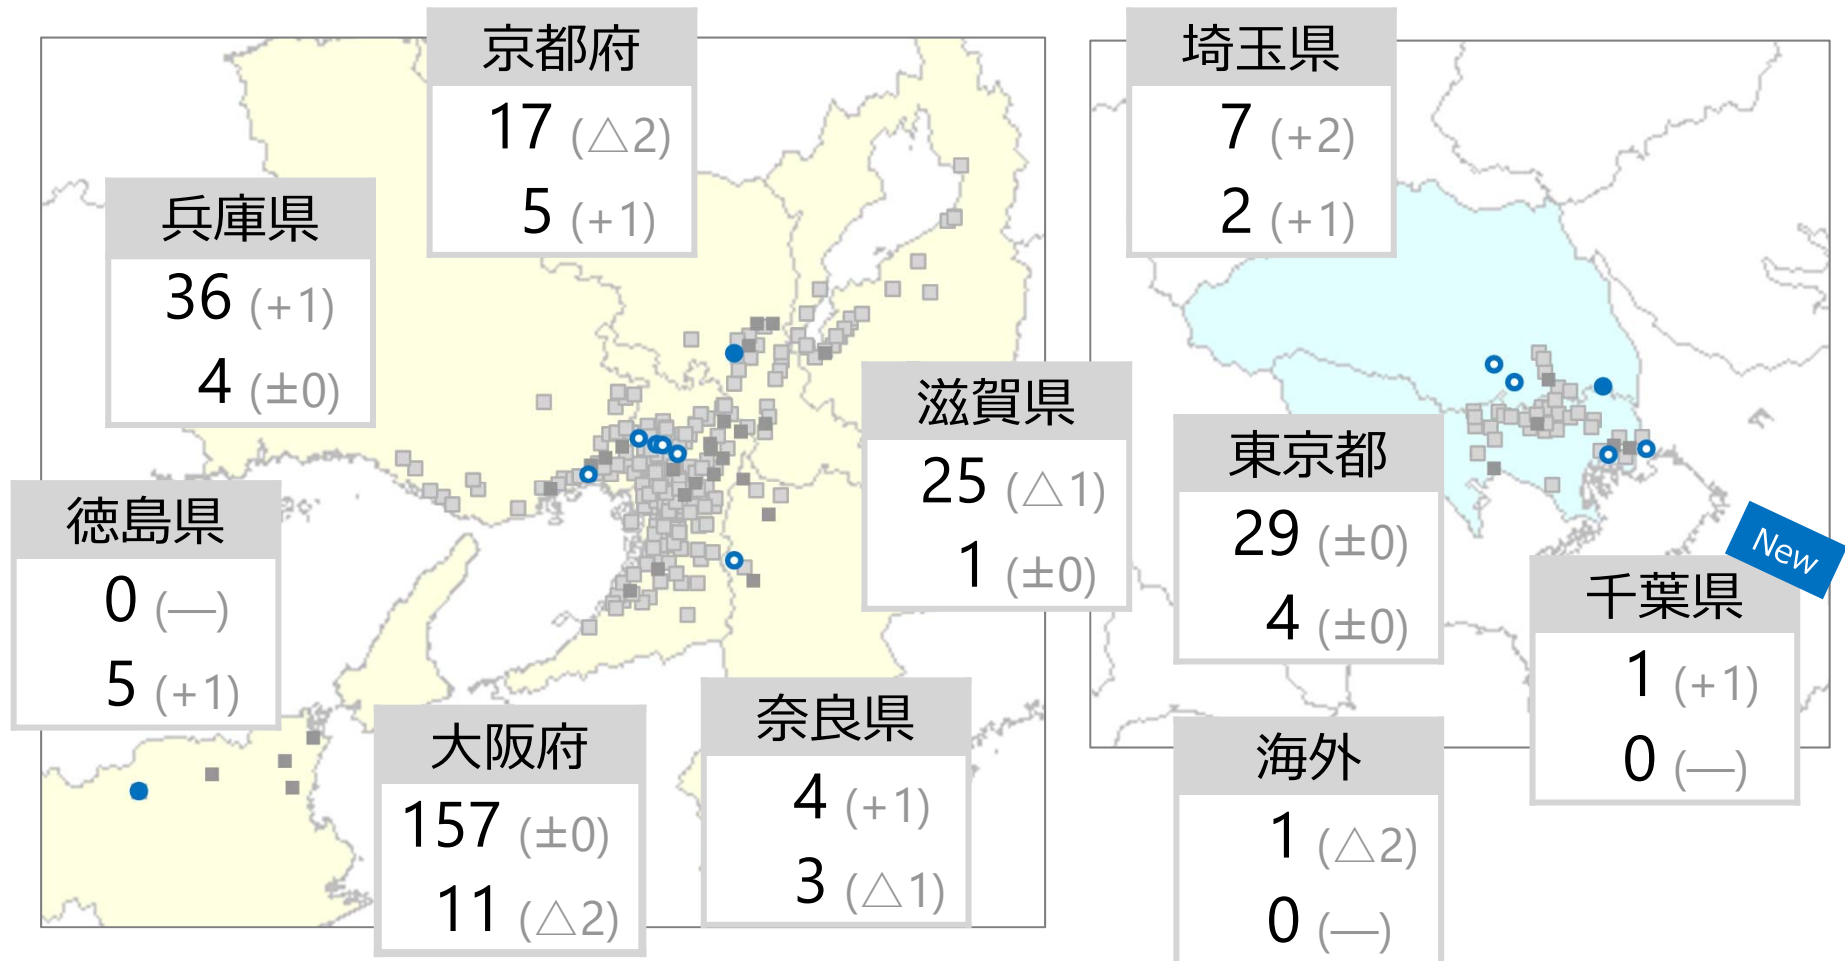 京都府
17 (△2)
5 (+1)
兵庫県
36 (+1)
4 (±0)
徳島県
0 (—)
5 (+1)
大阪府
157 (±0)
11 (△2)
奈良県
4 (+1)
3 (△1)
滋賀県
25 (△1)
1 (±0)
埼玉県
7 (+2)
2 (+1)
東京都
29 (±0)
4 (±0)
New
千葉県
1 (+1)
0 (—)
海外
1 (△2)
0 (—)